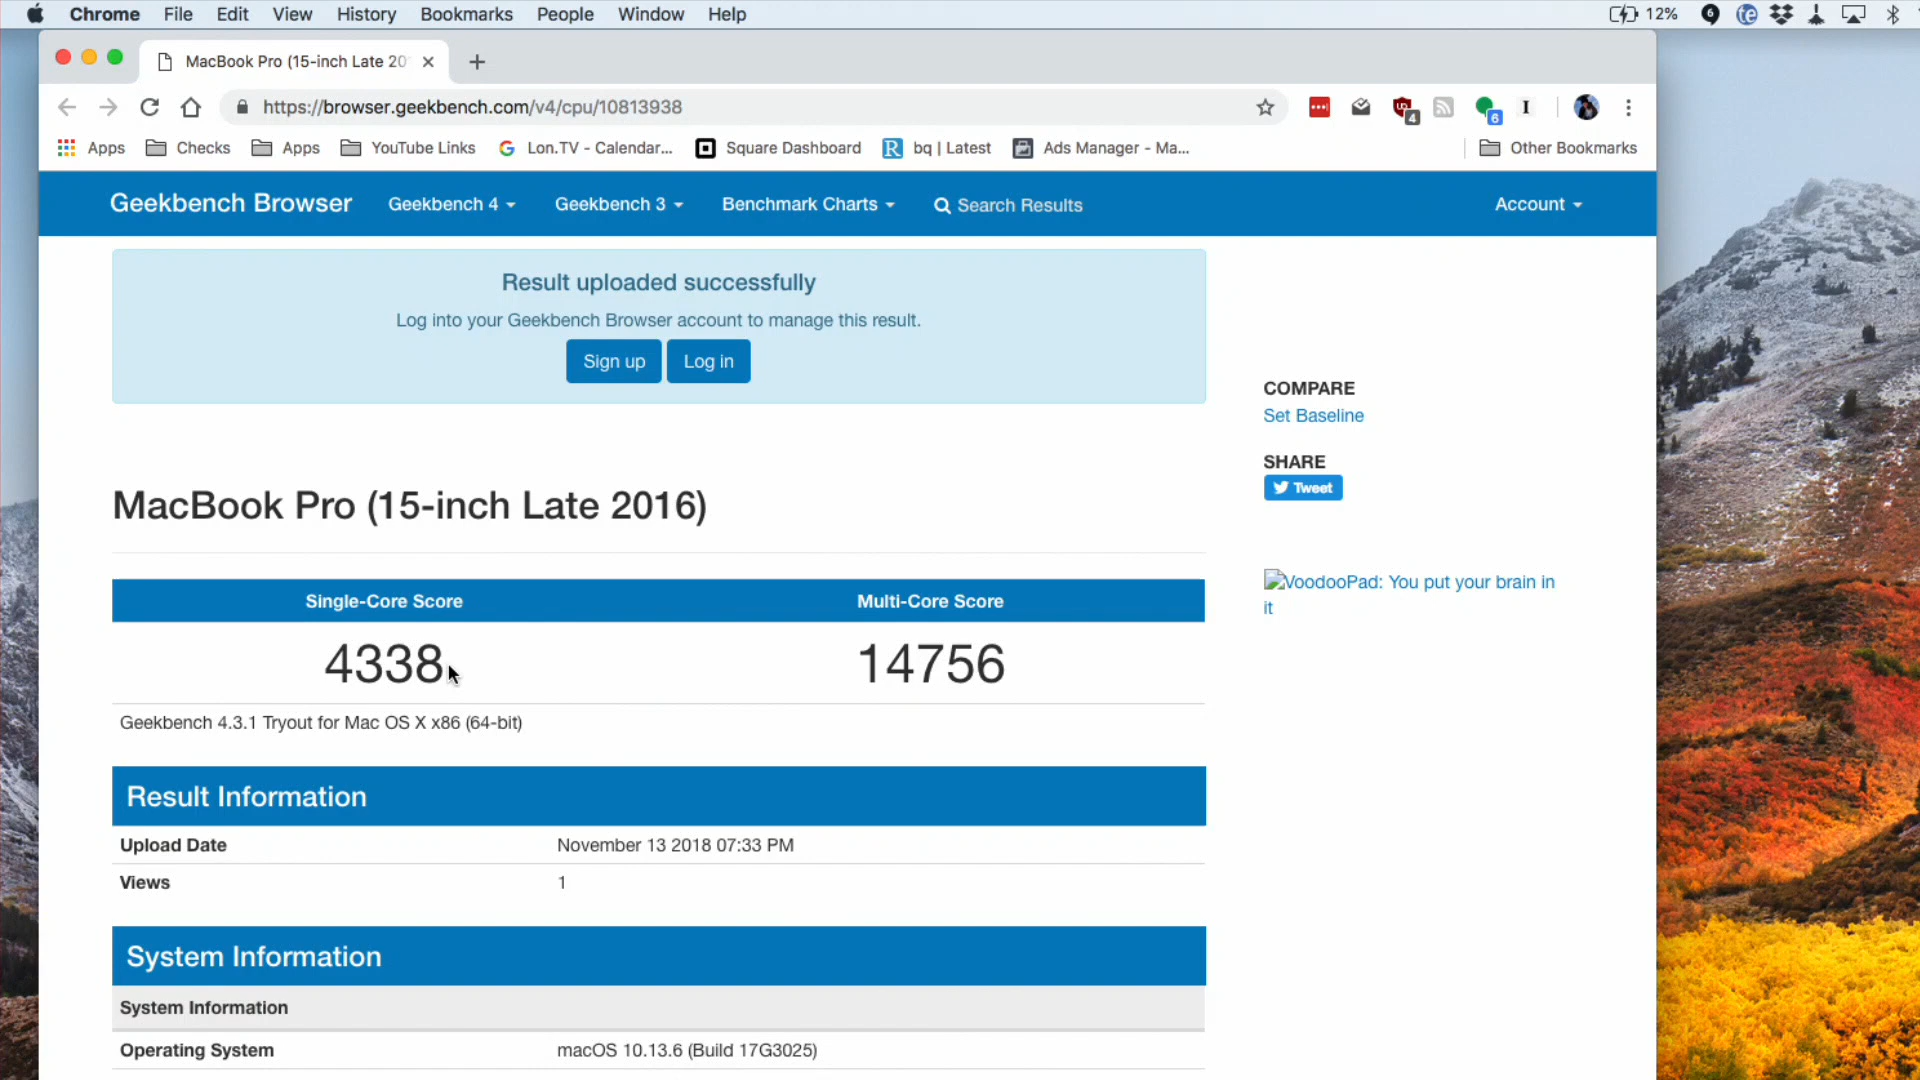 Chrome File Edit View History Bookmarks People Window Help 12%
MacBook Pro (15-inch Late 20
https://browser.geekbench.com/v4/cpu/10813938
Apps Checks Apps YouTube Links Lon.TV - Calendar... Square Dashboard bq | Latest Ads Manager - Ma... Other Bookmarks
Geekbench Browser Geekbench 4 Geekbench 3 Benchmark Charts Search Results Account
Result uploaded successfully
Log into your Geekbench Browser account to manage this result.
Sign up Log in
COMPARE
Set Baseline
SHARE
Tweet
MacBook Pro (15-inch Late 2016)
VoodooPad: You put your brain in
it
Single-Core Score Multi-Core Score
4338 14756
Geekbench 4.3.1 Tryout for Mac OS X x86 (64-bit)
Result Information
Upload Date November 13 2018 07:33 PM
Views 1
System Information
System Information
Operating System macOS 10.13.6 (Build 17G3025)